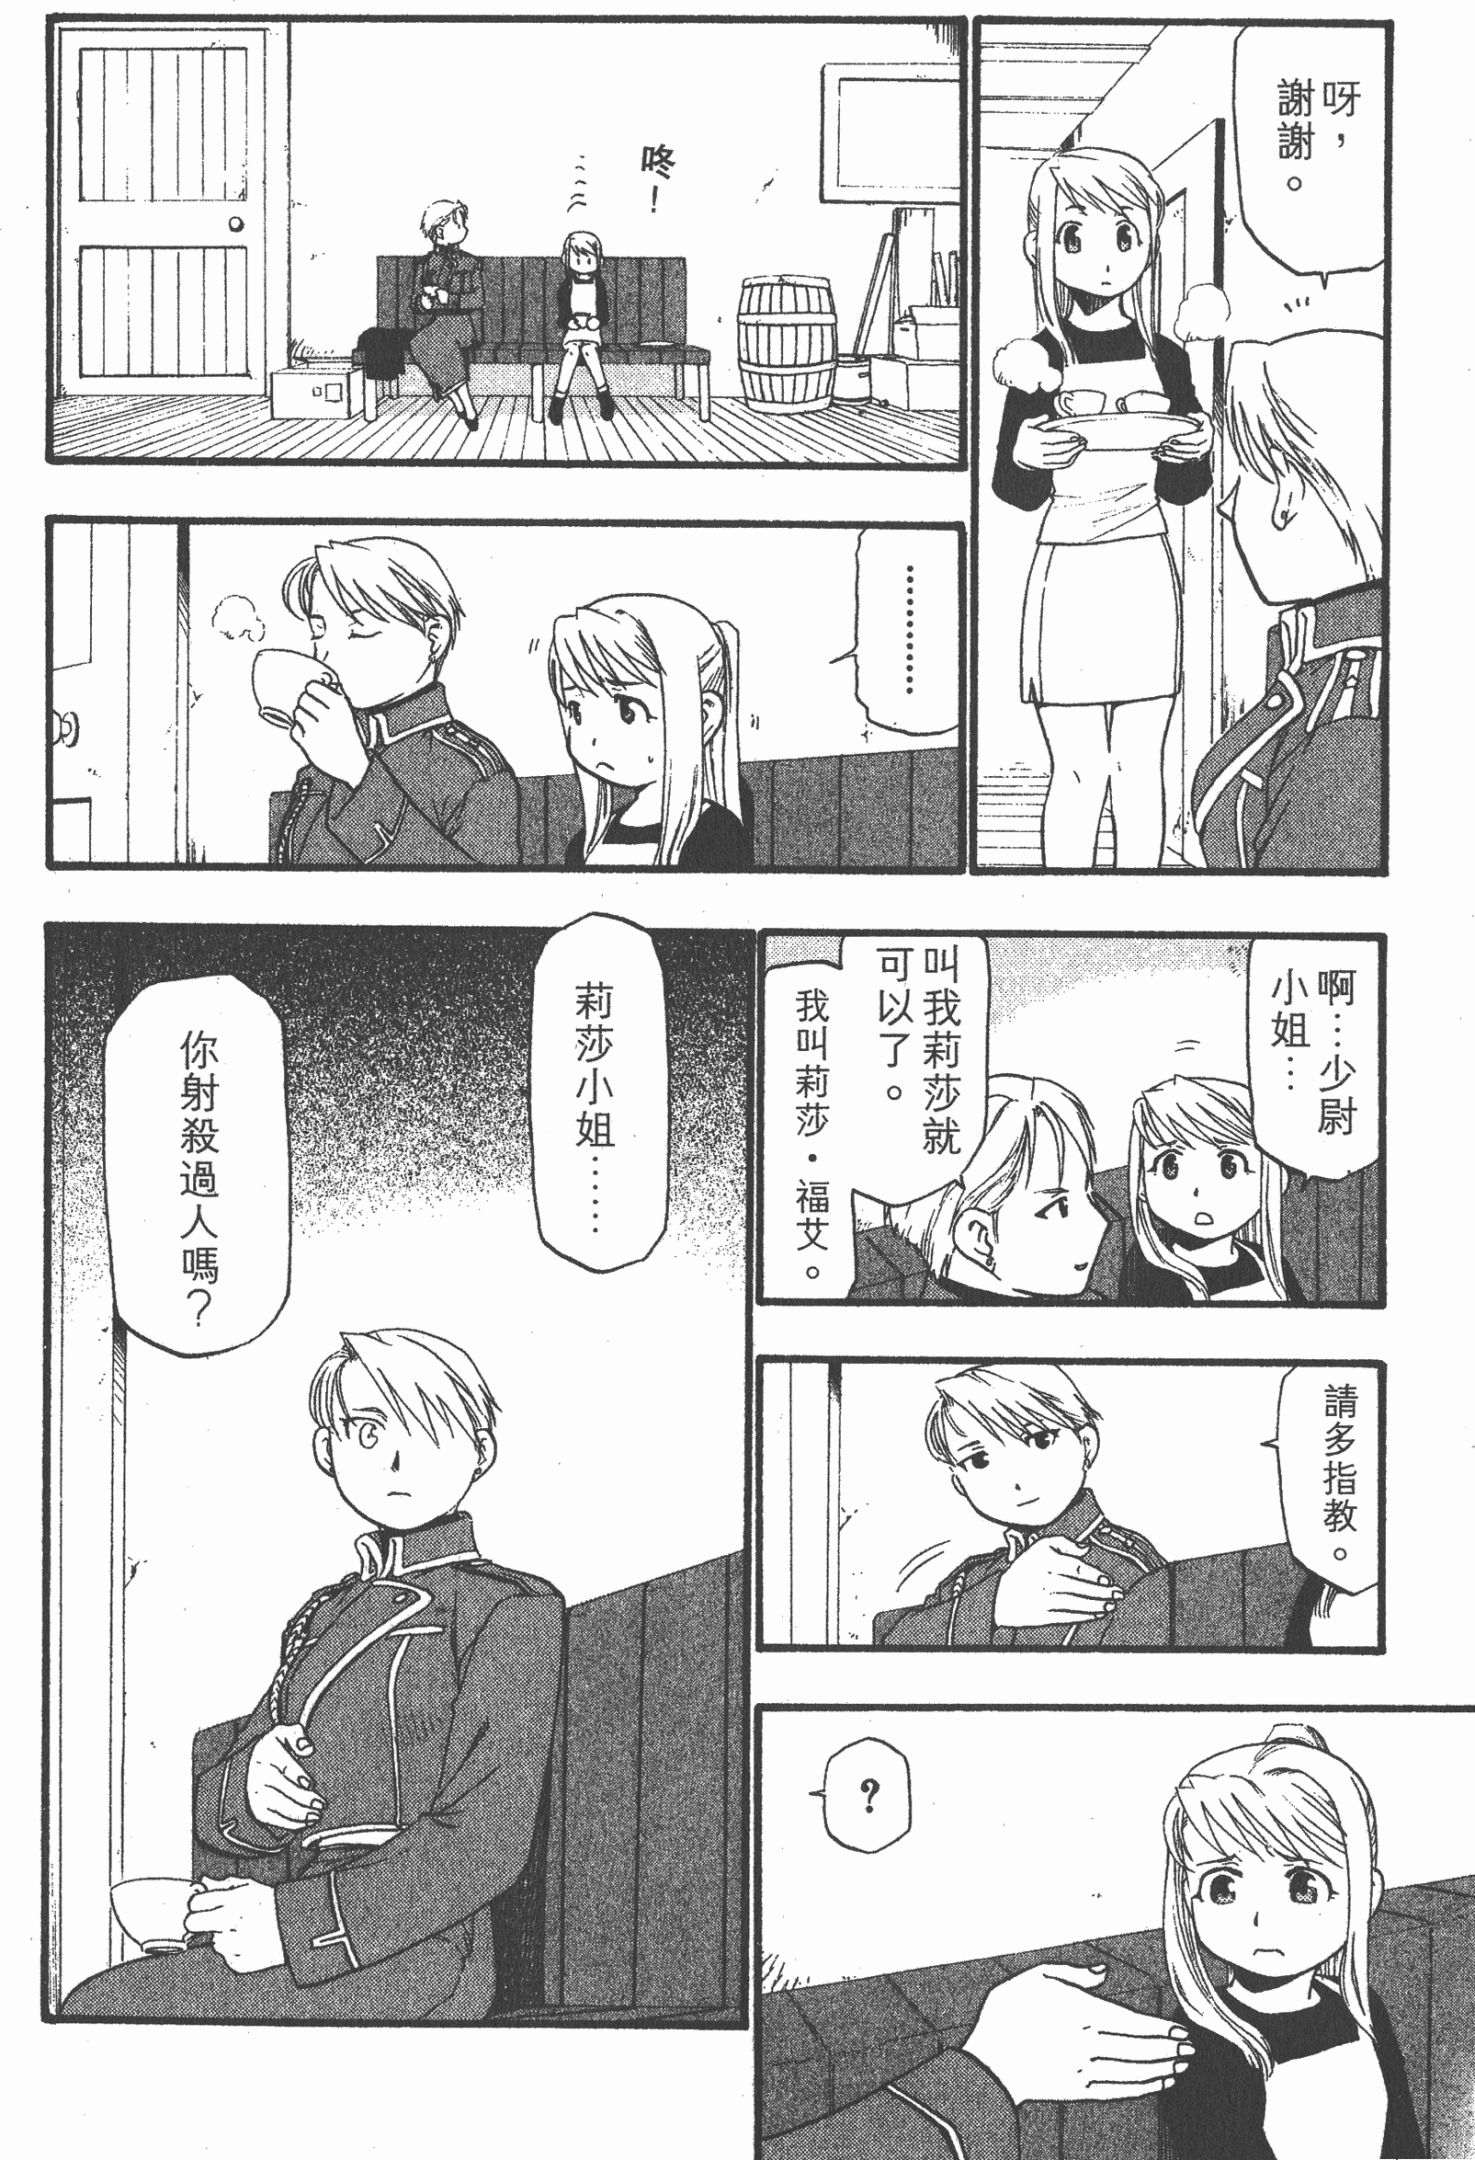 呀，
謝謝。
咚！
…………
啊…少尉
小姐…
叫我莉莎就
可以了。
我叫莉莎・福艾。
請多指教。
？
莉莎小姐……
你射殺過人嗎？